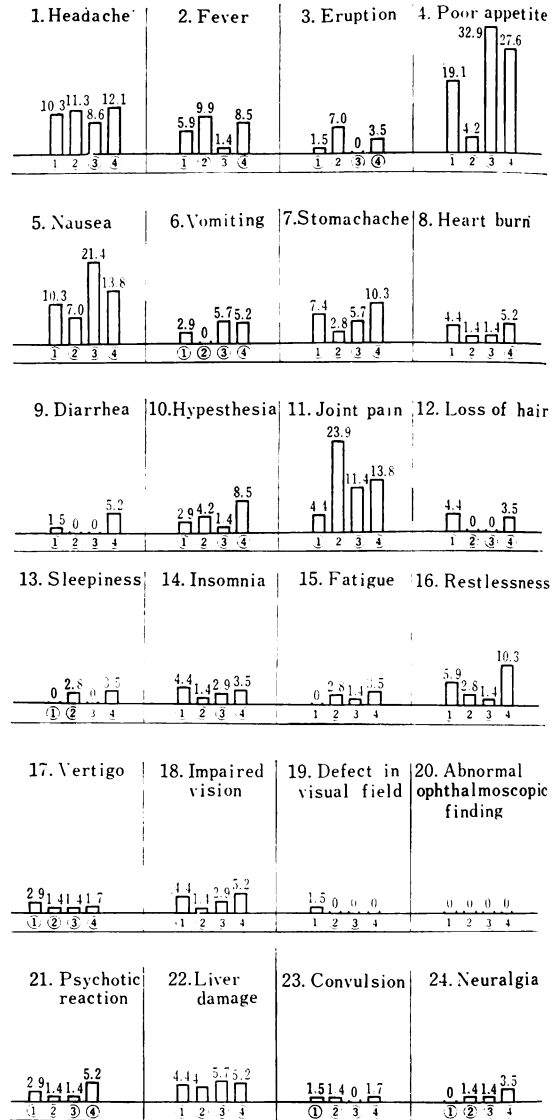 1. Headache
2. Fever
3. Eruption
4. Poor appetite
10.3 11.3 8.6 12.1
5.9 9.9 1.4 8.5
1.5 7.0 0 3.5
19.1 4.2 32.9 27.6
1 2 ③ ④
1 2 3 ④
① 2 ③ ④
1 2 3 4
5. Nausea
6. Vomiting
7. Stomachache
8. Heart burn
10.3 7.0 21.4 13.8
2.9 0 5.7 5.2
7.4 2.8 5.7 10.3
4.4 1.4 1.4 5.2
① ② 3 4
① ② ③ ④
1 2 3 4
1 2 3 4
9. Diarrhea
10. Hypesthesia
11. Joint pain
12. Loss of hair
1.5 0 0 5.2
2.9 4.2 1.4 8.5
4.4 23.9 11.4 13.8
4.4 0 0 3.5
1 2 3 4
1 2 3 ④
1 2 3 4
1 2 ③ 4
13. Sleepiness
14. Insomnia
15. Fatigue
16. Restlessness
0 2.8 0 3.5
4.4 1.4 2.9 3.5
0 2.8 1.4 3.5
5.9 2.8 1.4 10.3
① ② 3 4
1 2 3 4
1 2 3 4
1 2 3 4
17. Vertigo
18. Impaired
vision
19. Defect in
visual field
20. Abnormal
ophthalmoscopic
finding
2.9 1.4 1.4 1.7
4.4 1.4 2.9 5.2
1.5 0 0 0
0 0 0 0
① ② ③ ④
1 2 3 4
1 2 3 4
1 2 3 4
21. Psychotic
reaction
22. Liver
damage
23. Convulsion
24. Neuralgia
2.9 1.4 1.4 5.2
4.4 5.7 5.2
1.5 1.4 0 1.7
0 1.4 1.4 3.5
① 2 ③ ④
1 2 3 4
① 2 3 4
① ② 3 4